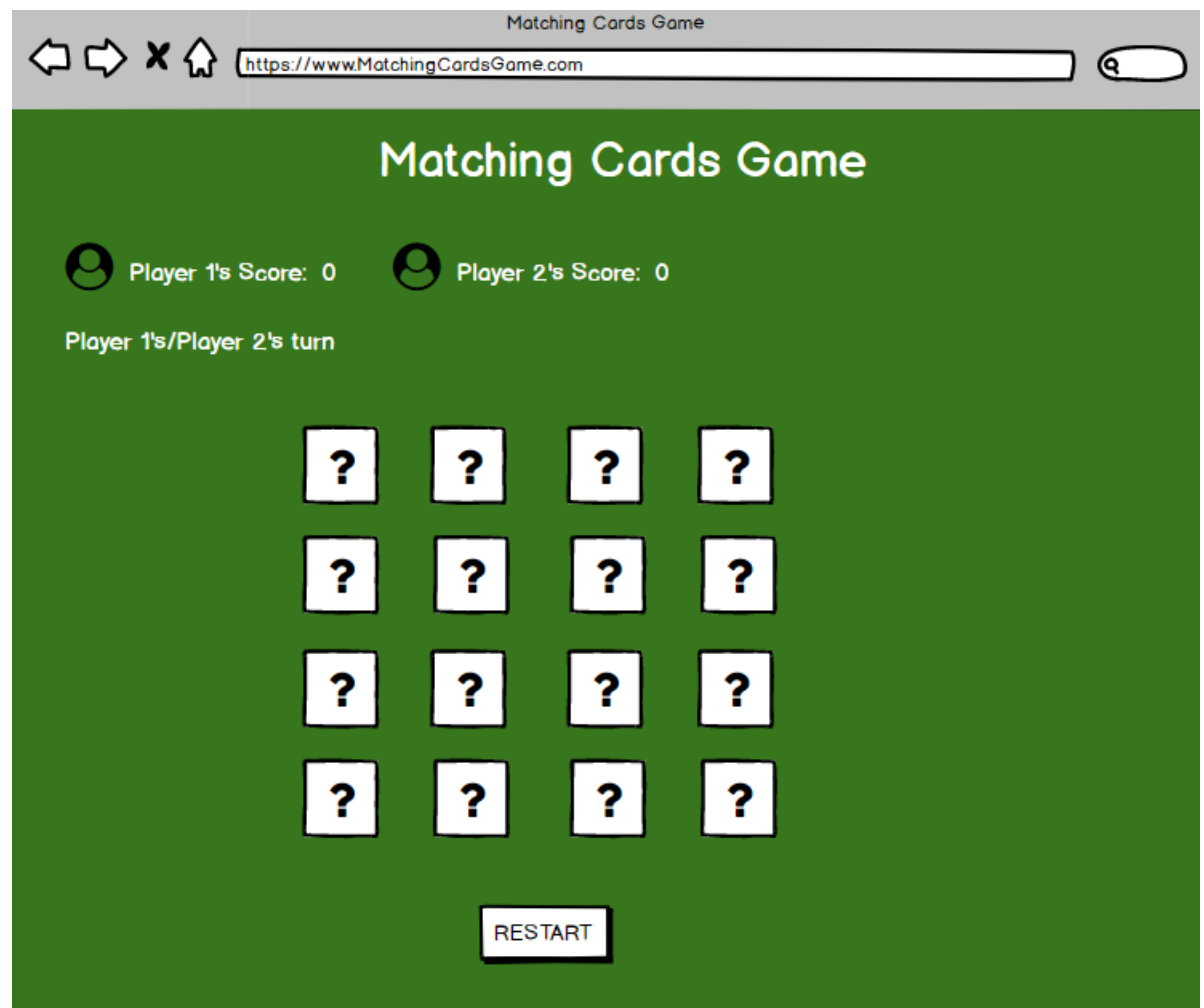 Matching Cards Game
https://www.MatchingCardsGame.com
Matching Cards Game
Player 1's Score: 0 Player 2's Score: 0
Player 1's/Player 2's turn
? ? ? ?
? ? ? ?
? ? ? ?
? ? ? ?
RESTART